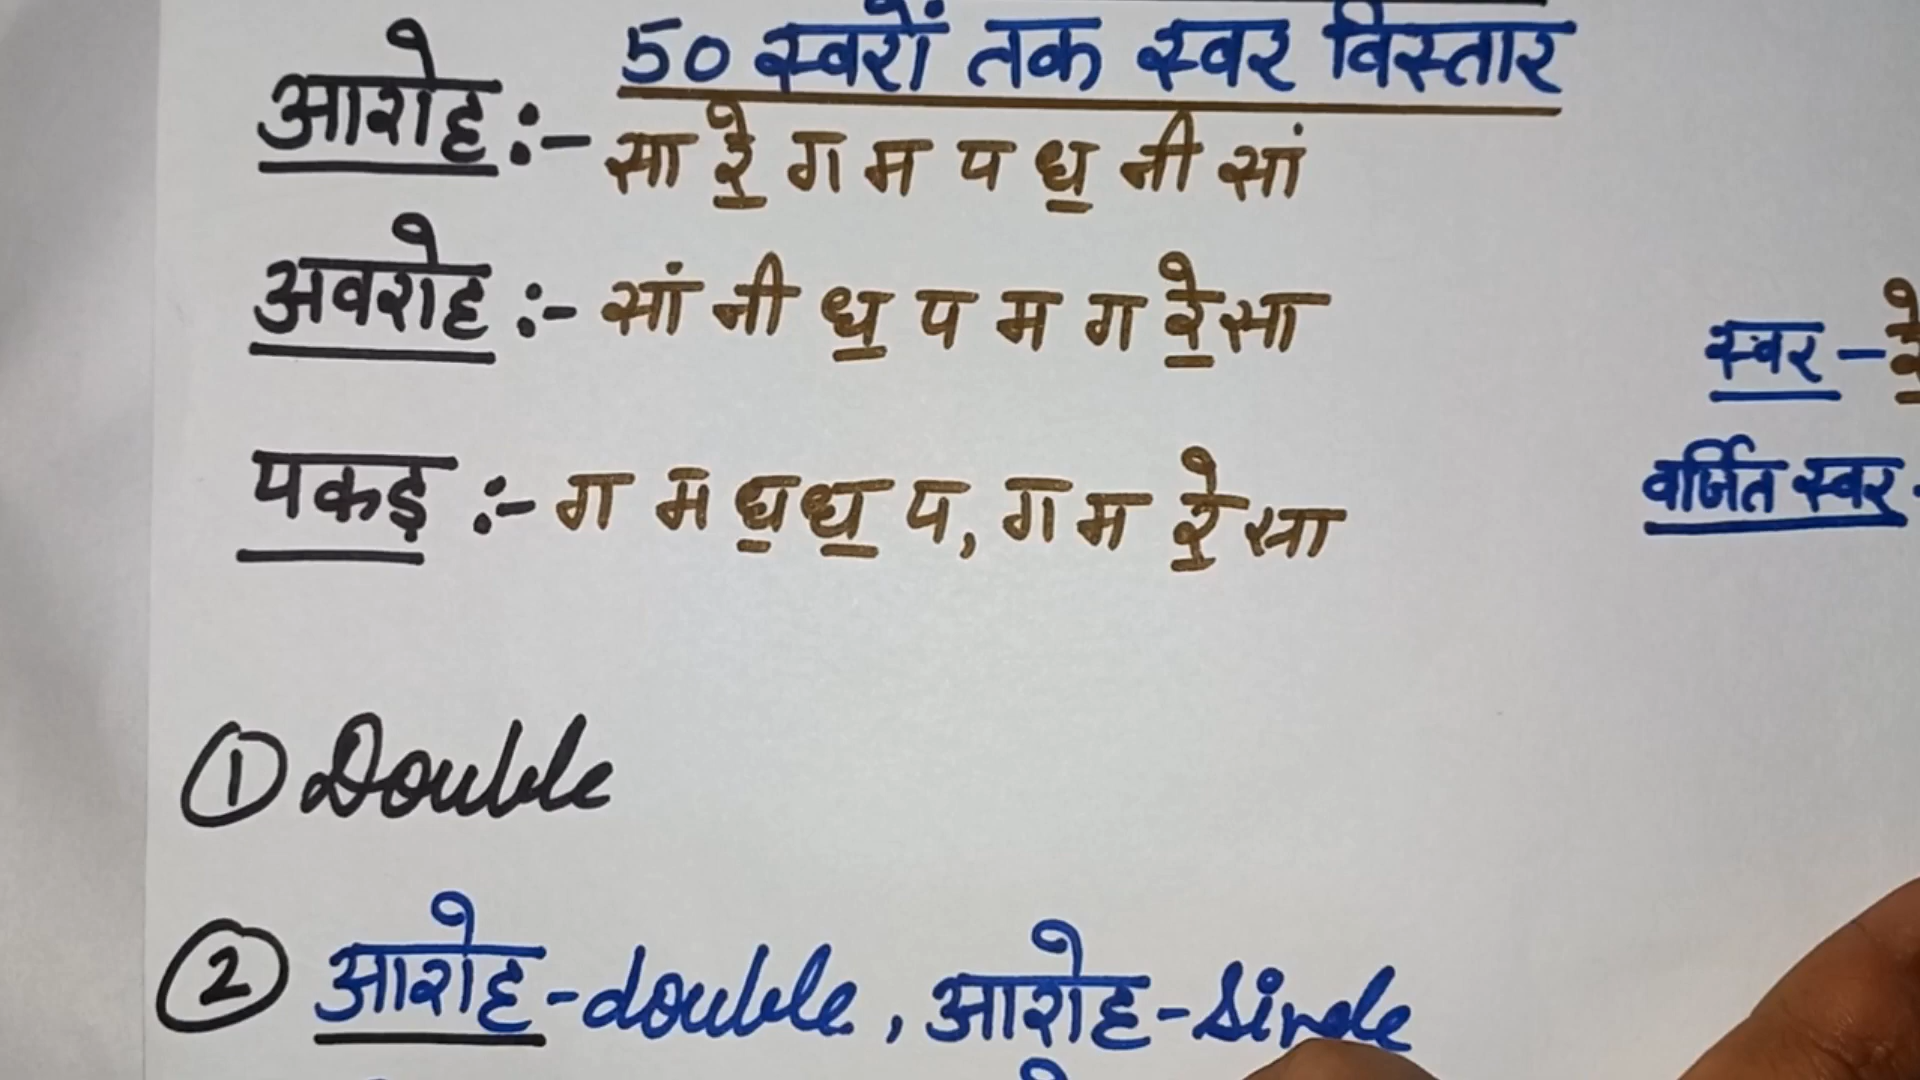 50 स्वरों तक स्वर विस्तार
आरोह :- सा रे॒ ग म प ध॒ नी सां
अवरोह :- सां नी ध॒ प म ग रे॒ सा
स्वर - रे॒
पकड़ :- ग म ध॒ ध॒ प, ग म रे॒ सा
वर्जित स्वर -
① Double
② आरोह - double, आरोह - single